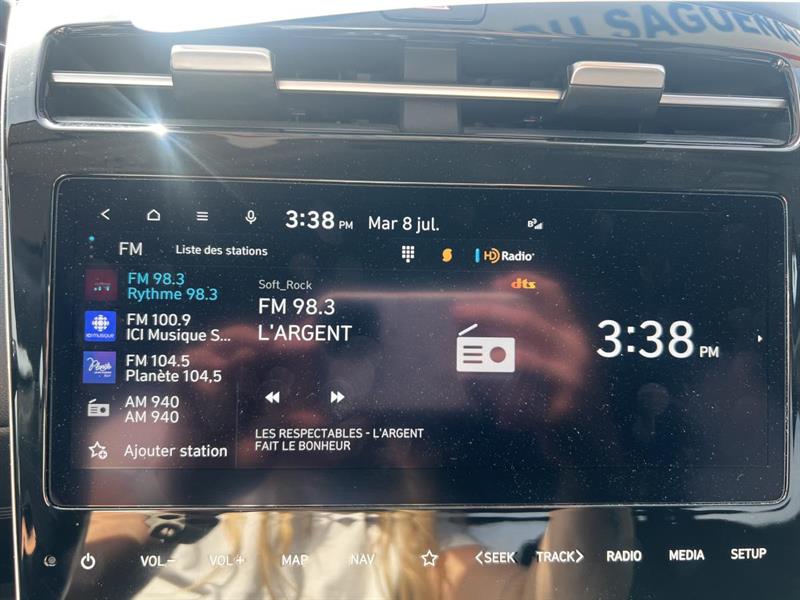 DU SAGUENAY
3:38 PM Mar 8 jul.
FM Liste des stations HD Radio
FM 98.3
Rythme 98.3
FM 100.9
ICI Musique S...
FM 104.5
Planète 104,5
AM 940
AM 940
Ajouter station
Soft_Rock
dts
FM 98.3
L'ARGENT
LES RESPECTABLES - L'ARGENT
FAIT LE BONHEUR
3:38 PM
VOL- VOL+ MAP NAV <SEEK TRACK> RADIO MEDIA SETUP